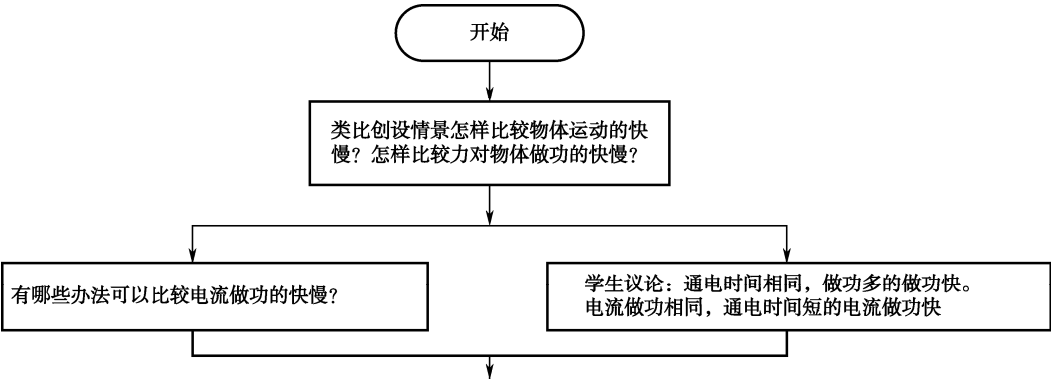 开始
类比创设情景怎样比较物体运动的快
慢？怎样比较力对物体做功的快慢？
有哪些办法可以比较电流做功的快慢？
学生议论：通电时间相同，做功多的做功快。
电流做功相同，通电时间短的电流做功快